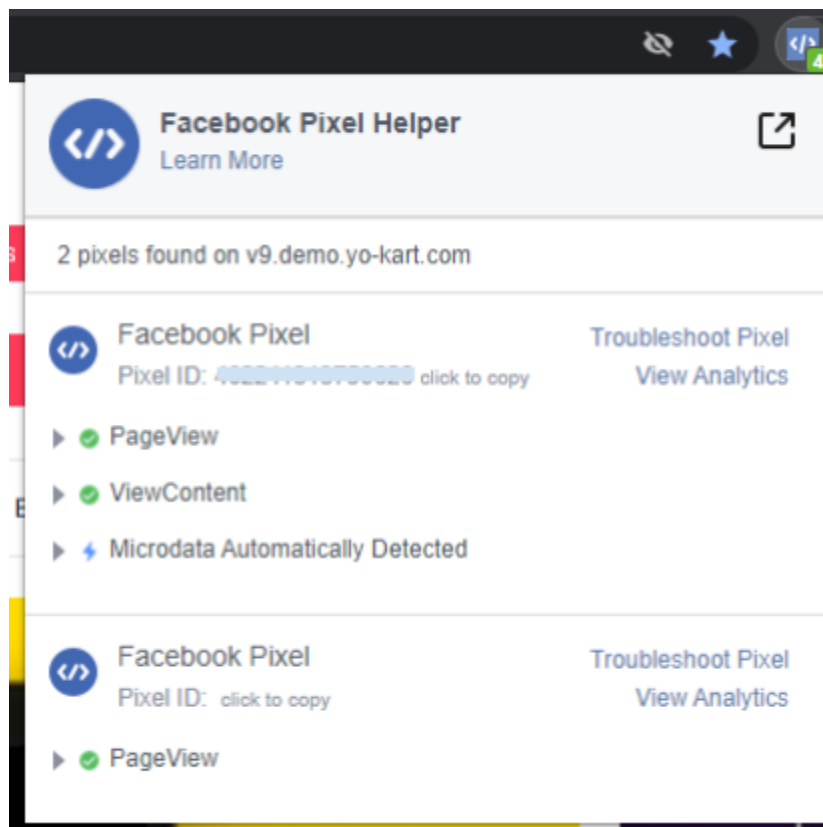 4
Facebook Pixel Helper
Learn More
2 pixels found on v9.demo.yo-kart.com
Facebook Pixel
Troubleshoot Pixel
Pixel ID: click to copy
View Analytics
PageView
ViewContent
Microdata Automatically Detected
Facebook Pixel
Troubleshoot Pixel
Pixel ID: click to copy
View Analytics
PageView